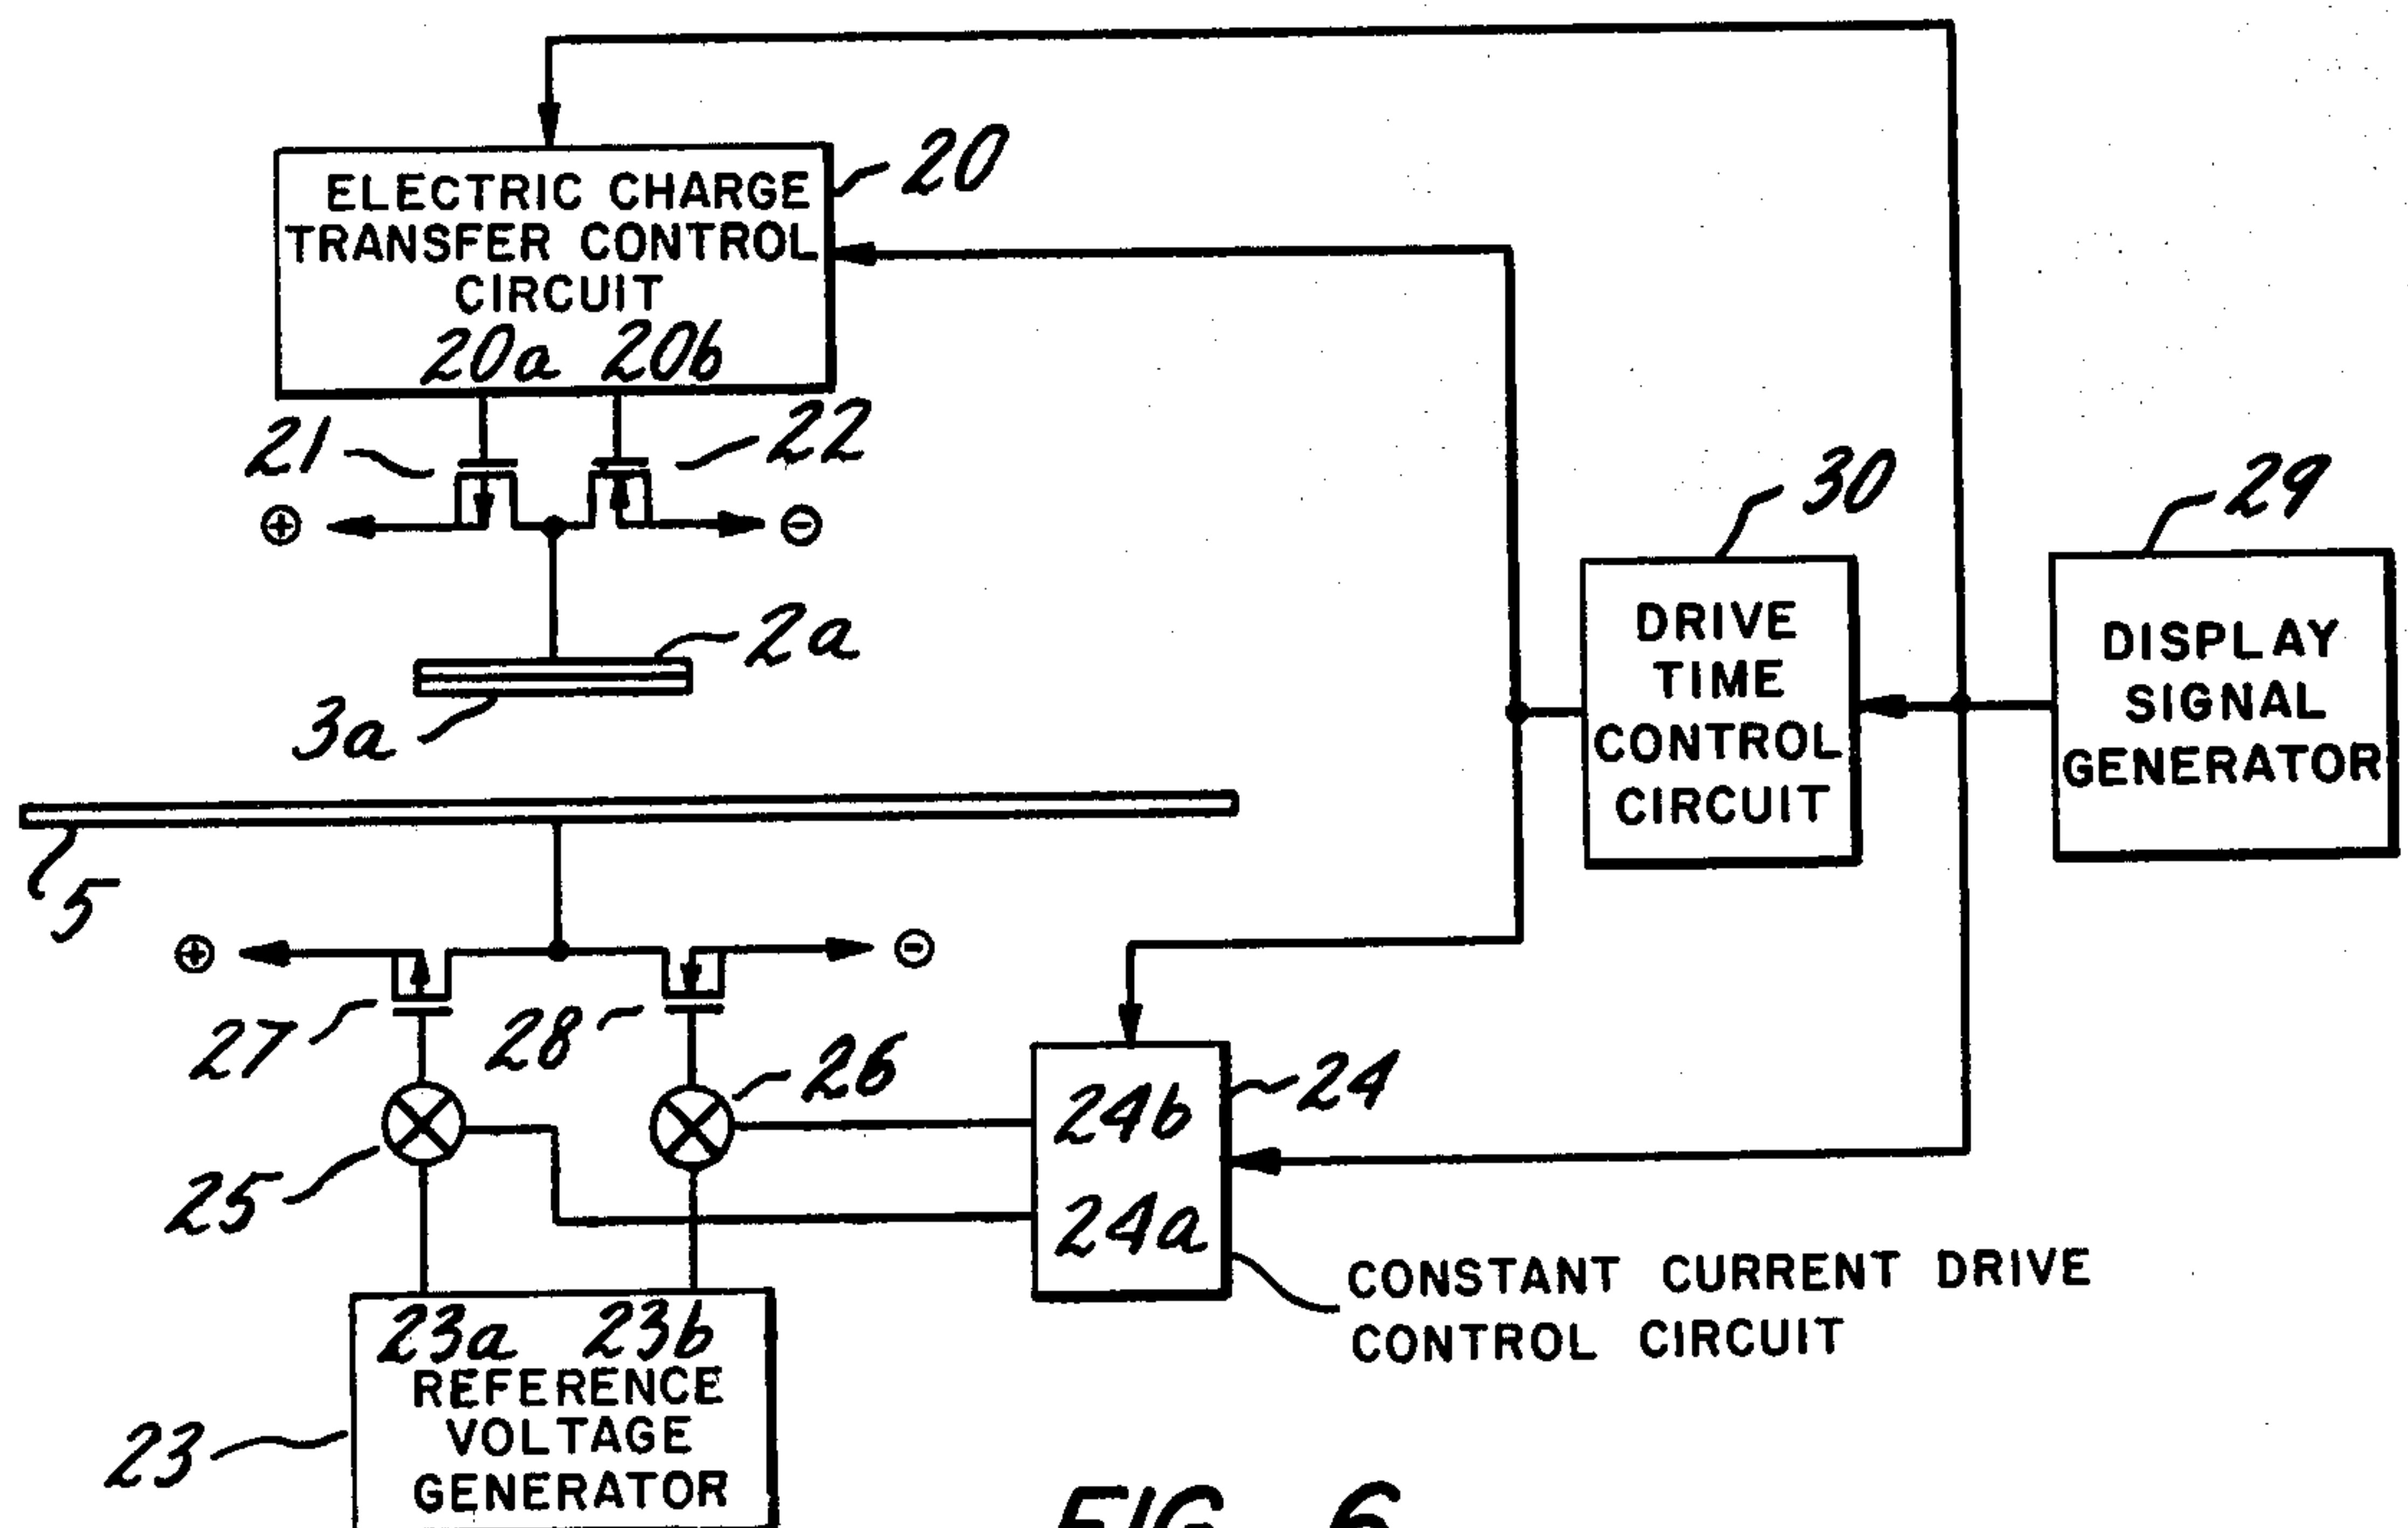 ELECTRIC CHARGE
TRANSFER CONTROL
CIRCUIT
20a 20b
20
21
22
⊕
⊖
2a
3a
5
30
DRIVE
TIME
CONTROL
CIRCUIT
29
DISPLAY
SIGNAL
GENERATOR
⊕
⊖
27
28
26
25
24b
24a
24
CONSTANT CURRENT DRIVE
CONTROL CIRCUIT
23a 23b
REFERENCE
VOLTAGE
GENERATOR
23
FIG. 6